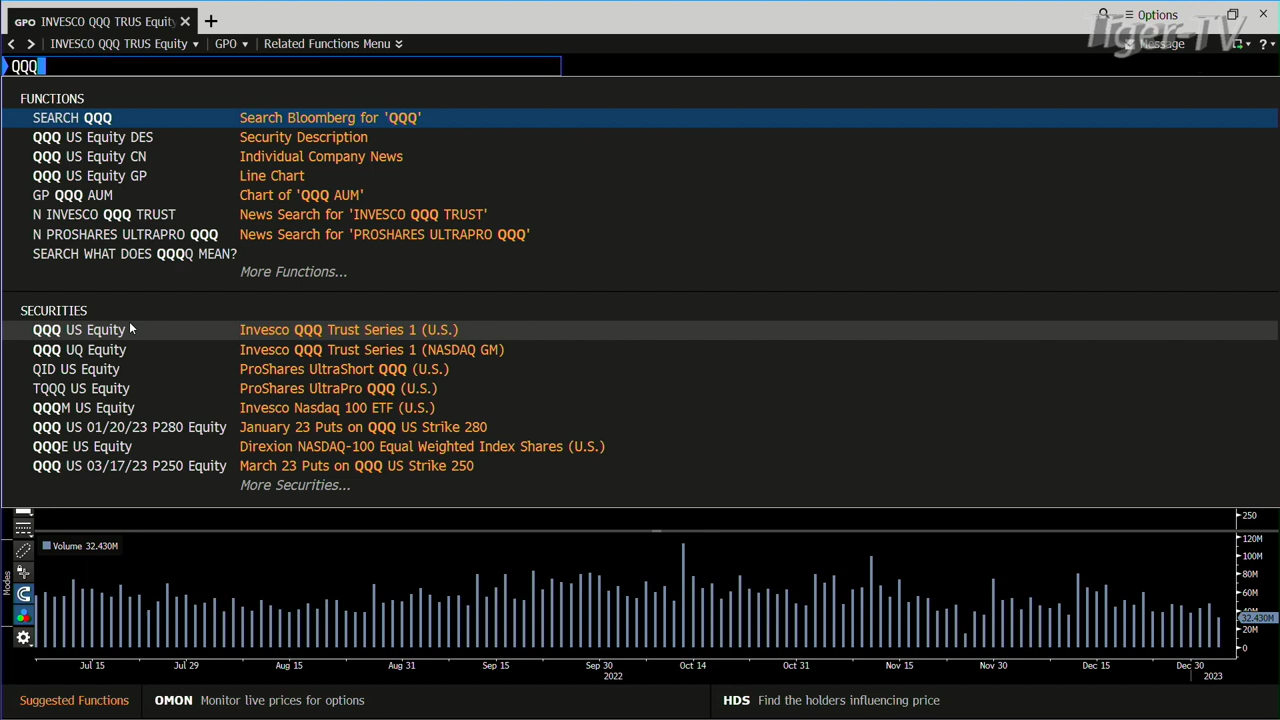 GPO INVESCO QQQ TRUS Equity
Options
INVESCO QQQ TRUS Equity GPO Related Functions Menu
Message ?
Tiger-TV
QQQ
FUNCTIONS
SEARCH QQQ Search Bloomberg for 'QQQ'
QQQ US Equity DES Security Description
QQQ US Equity CN Individual Company News
QQQ US Equity GP Line Chart
GP QQQ AUM Chart of 'QQQ AUM'
N INVESCO QQQ TRUST News Search for 'INVESCO QQQ TRUST'
N PROSHARES ULTRAPRO QQQ News Search for 'PROSHARES ULTRAPRO QQQ'
SEARCH WHAT DOES QQQQ MEAN?
More Functions...
SECURITIES
QQQ US Equity Invesco QQQ Trust Series 1 (U.S.)
QQQ UQ Equity Invesco QQQ Trust Series 1 (NASDAQ GM)
QID US Equity ProShares UltraShort QQQ (U.S.)
TQQQ US Equity ProShares UltraPro QQQ (U.S.)
QQQM US Equity Invesco Nasdaq 100 ETF (U.S.)
QQQ US 01/20/23 P280 Equity January 23 Puts on QQQ US Strike 280
QQQE US Equity Direxion NASDAQ-100 Equal Weighted Index Shares (U.S.)
QQQ US 03/17/23 P250 Equity March 23 Puts on QQQ US Strike 250
More Securities...
250
Volume 32.430M
120M
100M
80M
60M
40M
32.430M
20M
0
Modes
Jul 15 Jul 29 Aug 15 Aug 31 Sep 15 Sep 30 Oct 14 Oct 31 Nov 15 Nov 30 Dec 15 Dec 30
2022 2023
Suggested Functions OMON Monitor live prices for options HDS Find the holders influencing price